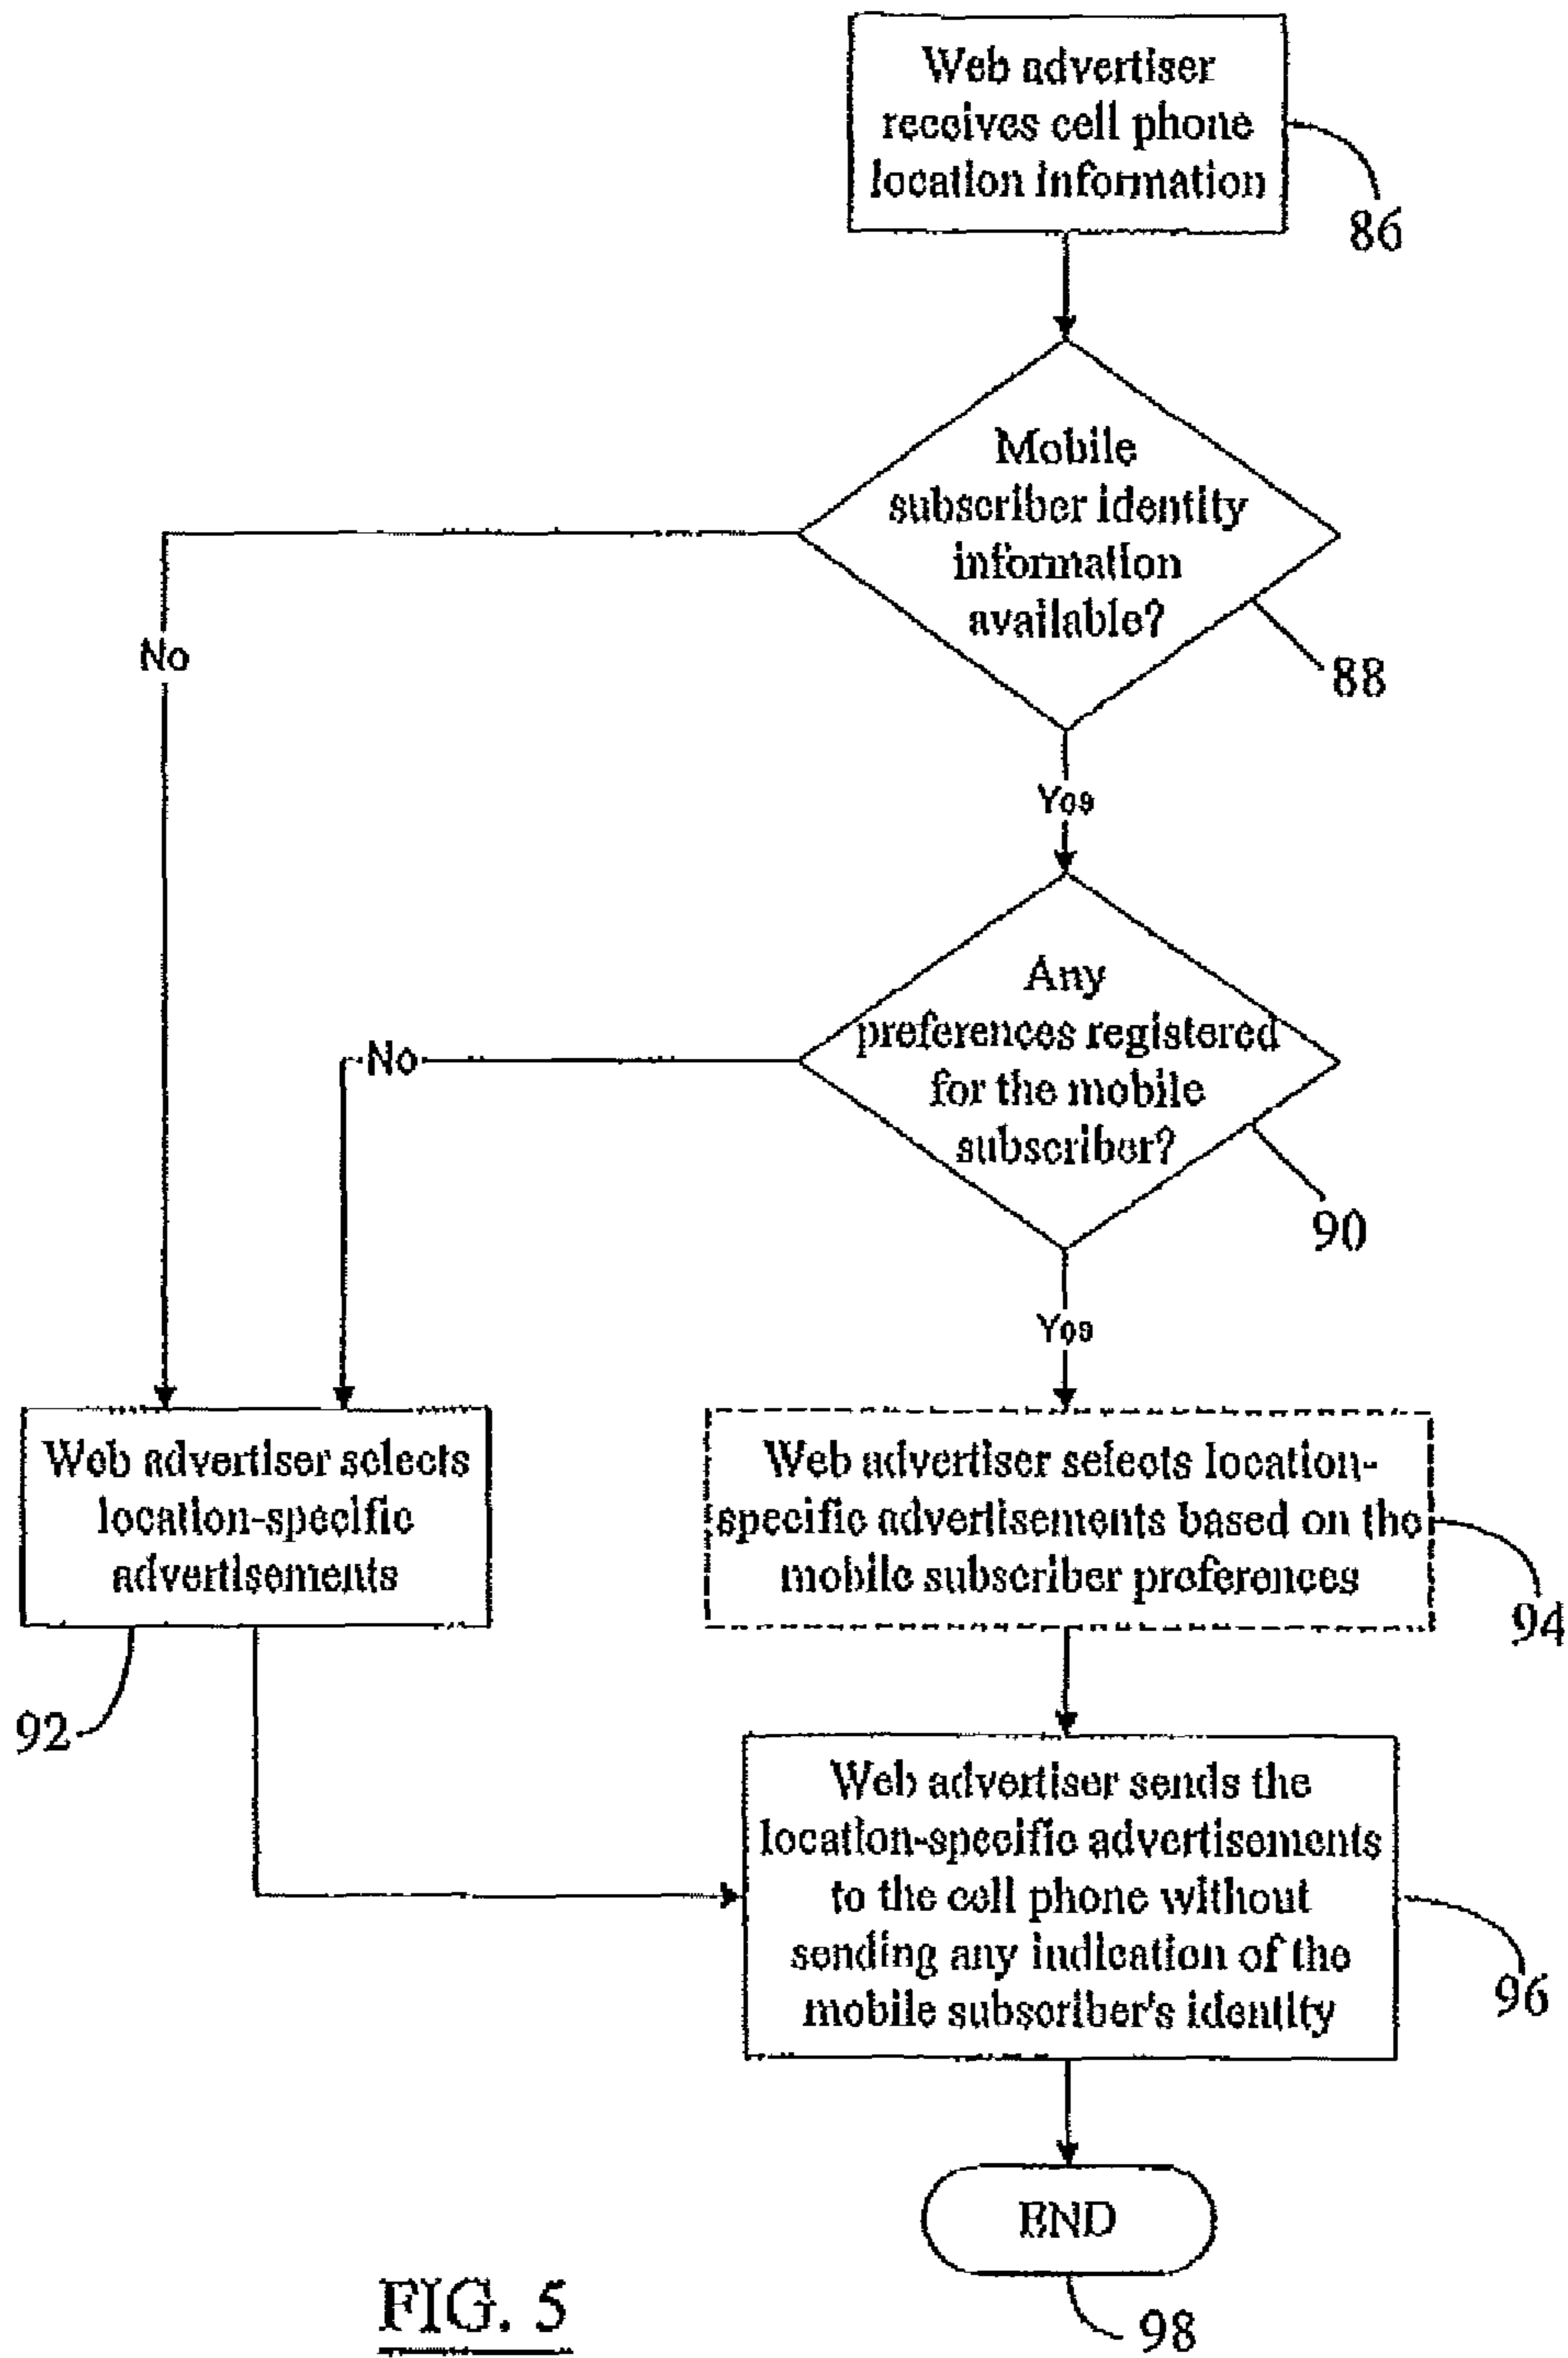 Web advertiser
receives cell phone
location information
86
Mobile
subscriber identity
information
available?
88
No
Yes
Any
preferences registered
for the mobile
subscriber?
90
No
Yes
Web advertiser selects
location-specific
advertisements
92
Web advertiser selects location-
specific advertisements based on the
mobile subscriber preferences
94
Web advertiser sends the
location-specific advertisements
to the cell phone without
sending any indication of the
mobile subscriber's identity
96
END
98
FIG. 5